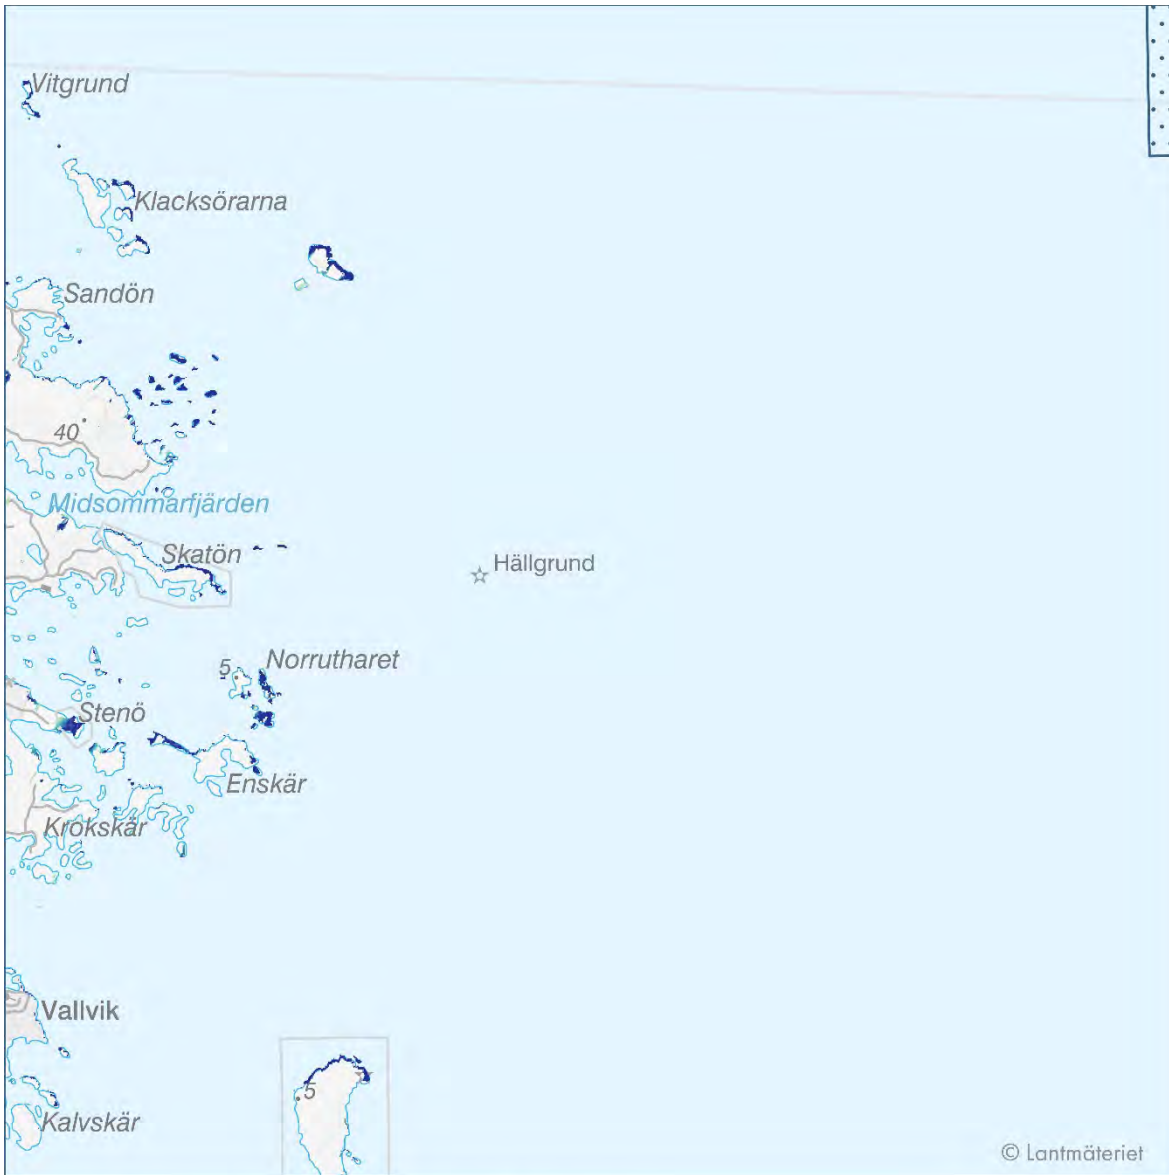 Vitgrund
Klacksörarna
Sandön
40
Midsommarfjärden
Skatön
Hällgrund
5
Norrutharet
Stenö
Enskär
Krokskär
Vallvik
5
Kalvskär
© Lantmäteriet